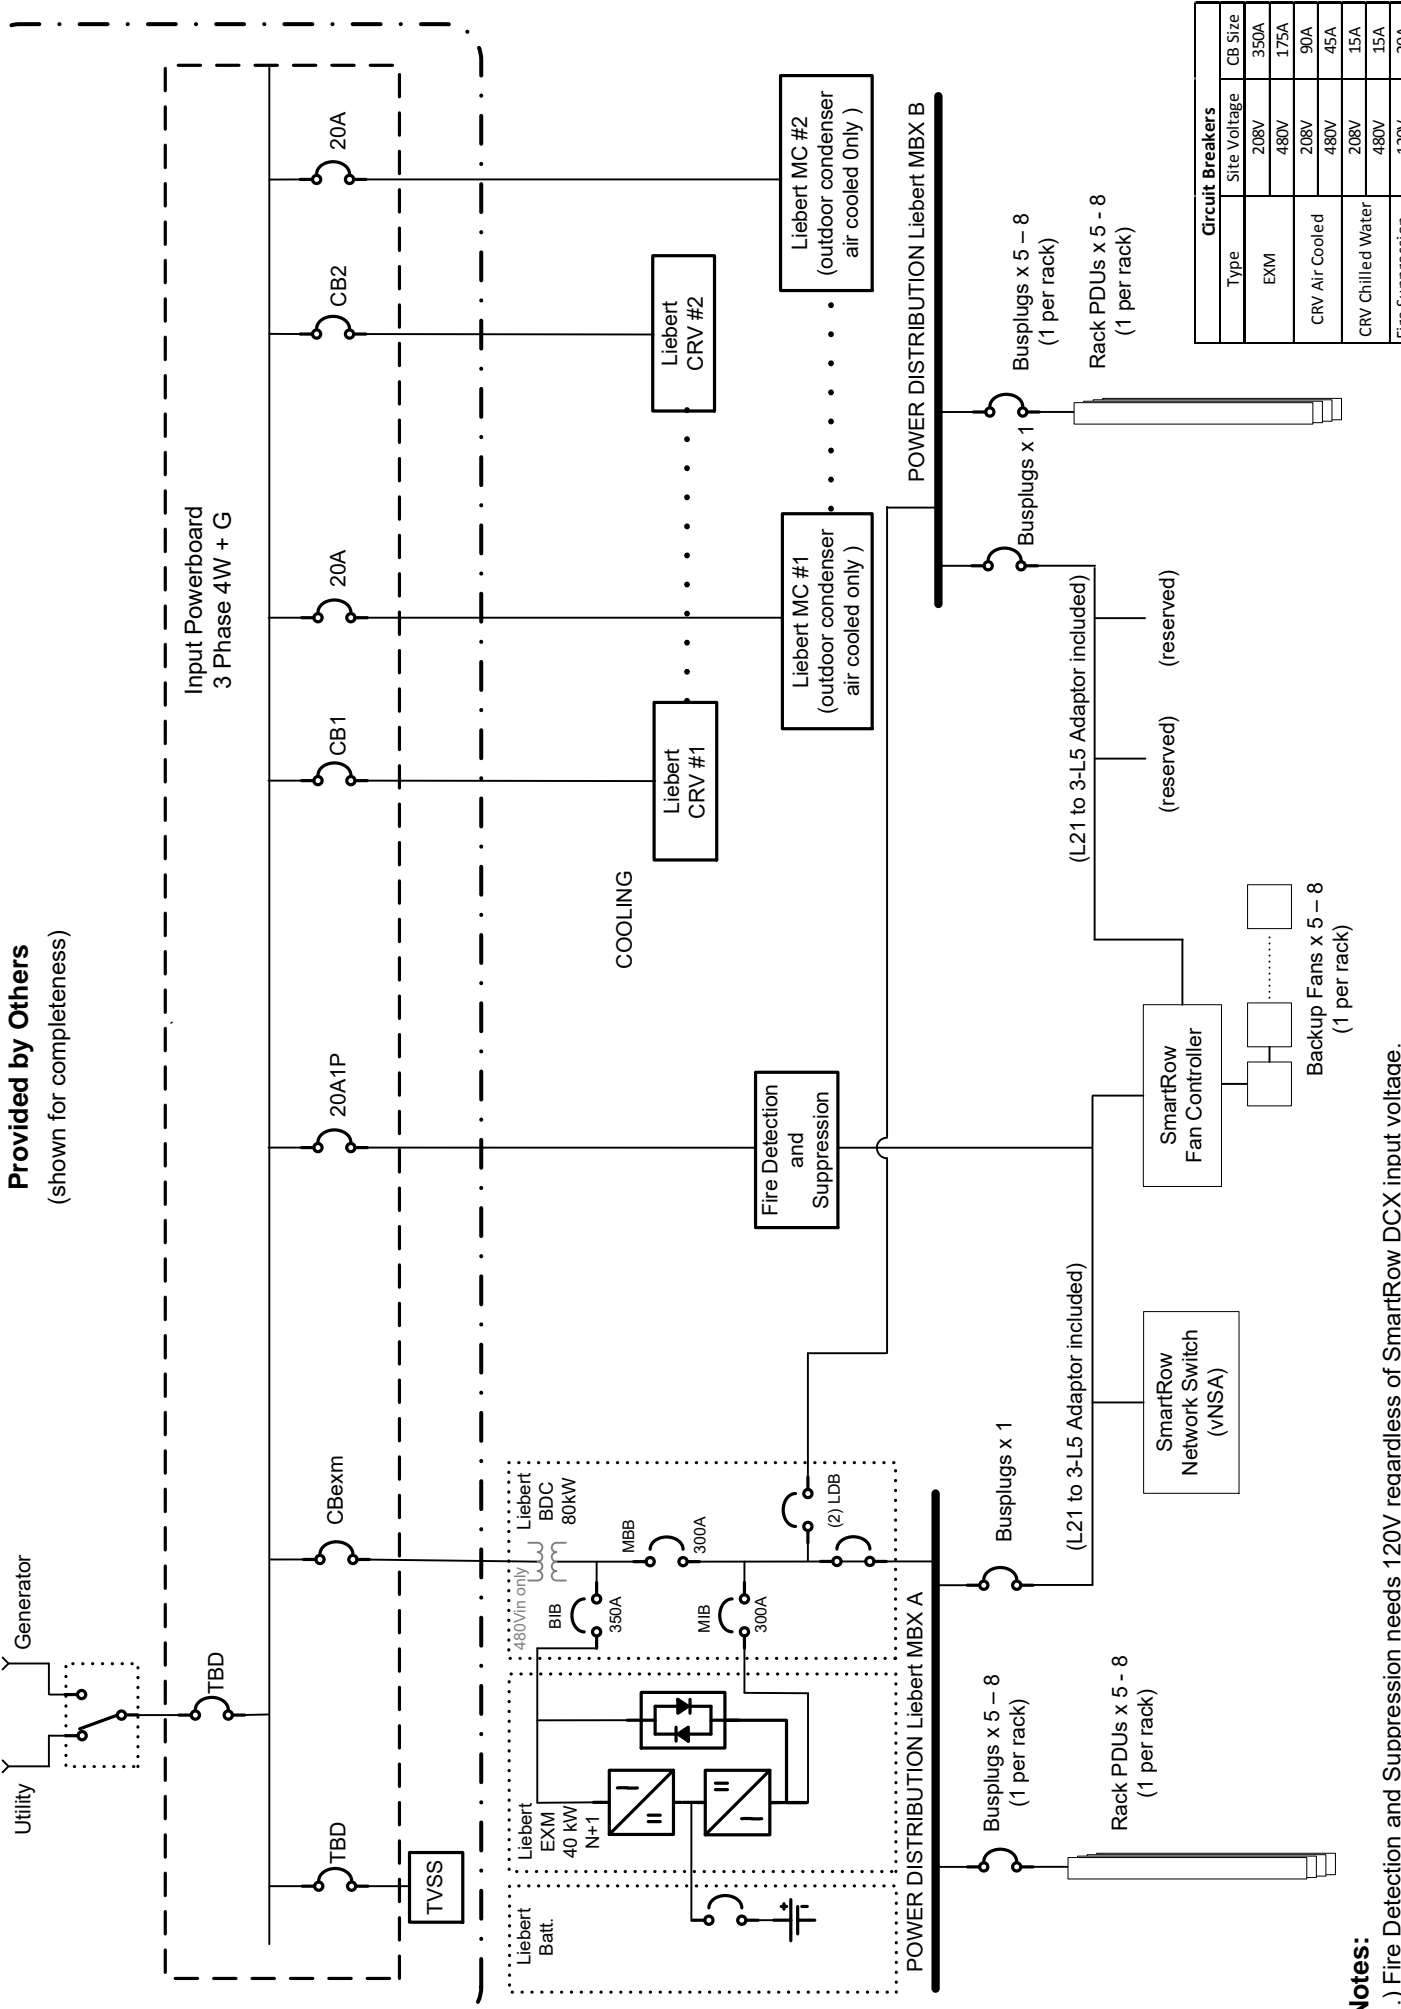 Provided by Others
(shown for completeness)
Utility
Generator
Input Powerboard
3 Phase 4W + G
TBD
TBD
CBexm
20A1P
CB1
20A
CB2
20A
TVSS
Liebert
Batt.
Liebert
EXM
40 kW
N+1
480Vin only
Liebert
BDC
80kW
BIB
350A
MBB
300A
MIB
300A
(2) LDB
Fire Detection
and
Suppression
COOLING
Liebert
CRV #1
Liebert
CRV #2
Liebert MC #1
(outdoor condenser
air cooled only )
Liebert MC #2
(outdoor condenser
air cooled 0nly )
POWER DISTRIBUTION Liebert MBX A
POWER DISTRIBUTION Liebert MBX B
Busplugs x 5 – 8
(1 per rack)
Rack PDUs x 5 - 8
(1 per rack)
Busplugs x 1
(L21 to 3-L5 Adaptor included)
SmartRow
Network Switch
(vNSA)
SmartRow
Fan Controller
Backup Fans x 5 – 8
(1 per rack)
(L21 to 3-L5 Adaptor included)
(reserved)
(reserved)
Busplugs x 1
Busplugs x 5 – 8
(1 per rack)
Rack PDUs x 5 - 8
(1 per rack)
Circuit Breakers
Type Site Voltage CB Size
EXM 208V 350A
480V 175A
CRV Air Cooled 208V 90A
480V 45A
CRV Chilled Water 208V 15A
480V 15A
Notes:
.) Fire Detection and Suppression needs 120V regardless of SmartRow DCX input voltage.